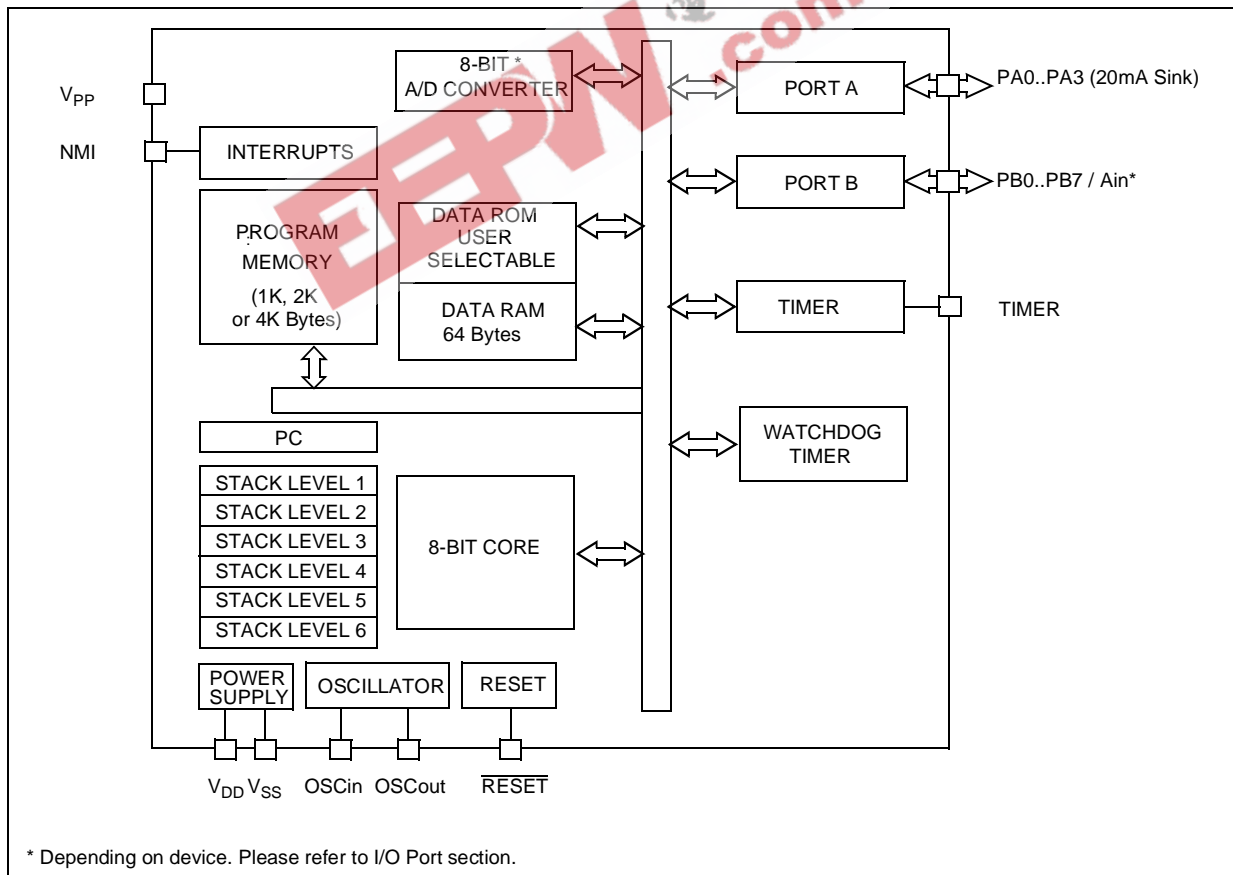 8-BIT *
A/D CONVERTER
PORT A
PA0..PA3 (20mA Sink)
VPP
NMI
INTERRUPTS
PORT B
PB0..PB7 / Ain*
PROGRAM
MEMORY
(1K, 2K
or 4K Bytes)
DATA ROM
USER
SELECTABLE
DATA RAM
64 Bytes
TIMER
TIMER
PC
WATCHDOG
TIMER
STACK LEVEL 1
STACK LEVEL 2
STACK LEVEL 3
STACK LEVEL 4
STACK LEVEL 5
STACK LEVEL 6
8-BIT CORE
POWER
SUPPLY
OSCILLATOR
RESET
VDD VSS OSCin OSCout RESET
* Depending on device. Please refer to I/O Port section.
EEPW
.com